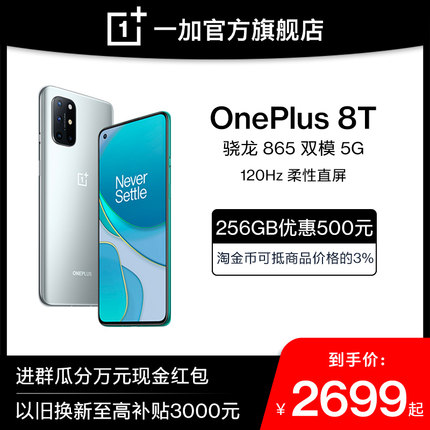 一加官方旗舰店
OnePlus 8T
骁龙 865 双模 5G
120Hz 柔性直屏
256GB优惠500元
淘金币可抵商品价格的3%
Never
Settle
ONEPLUS
进群瓜分万元现金红包
以旧换新至高补贴3000元
到手价：
¥2699起